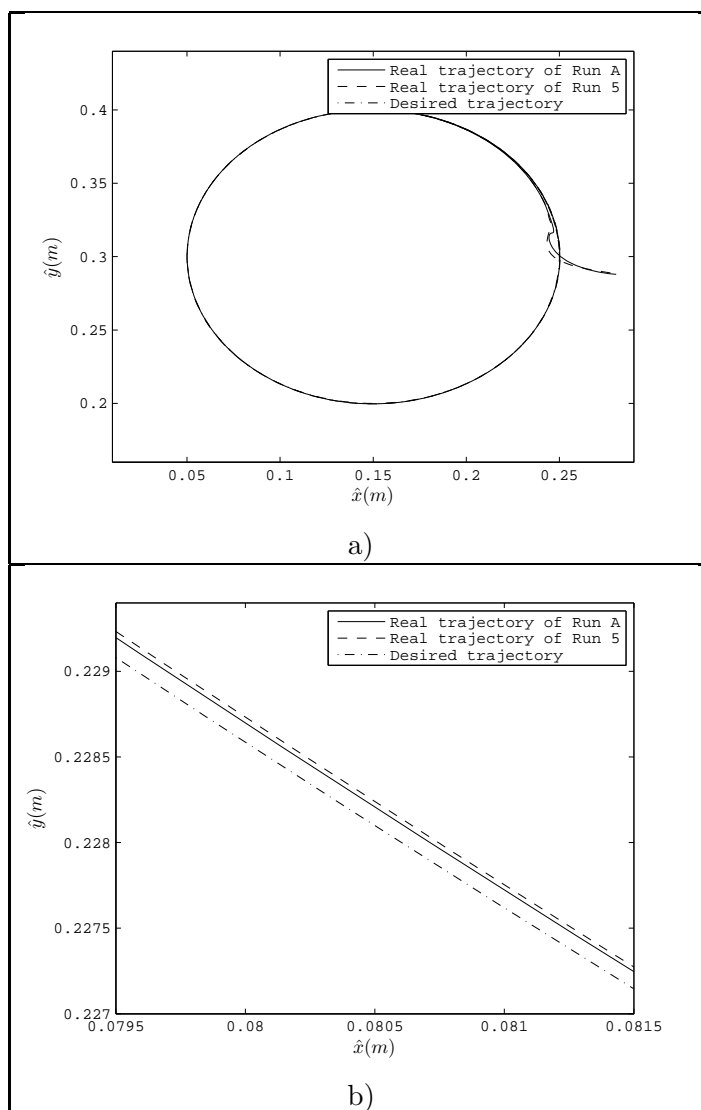 Real trajectory of Run A
Real trajectory of Run 5
Desired trajectory
0.4
0.35
0.3
0.25
0.2
ŷ(m)
0.05 0.1 0.15 0.2 0.25
x̂(m)
a)
Real trajectory of Run A
Real trajectory of Run 5
Desired trajectory
0.229
0.2285
0.228
0.2275
0.227
ŷ(m)
0.0795 0.08 0.0805 0.081 0.0815
x̂(m)
b)